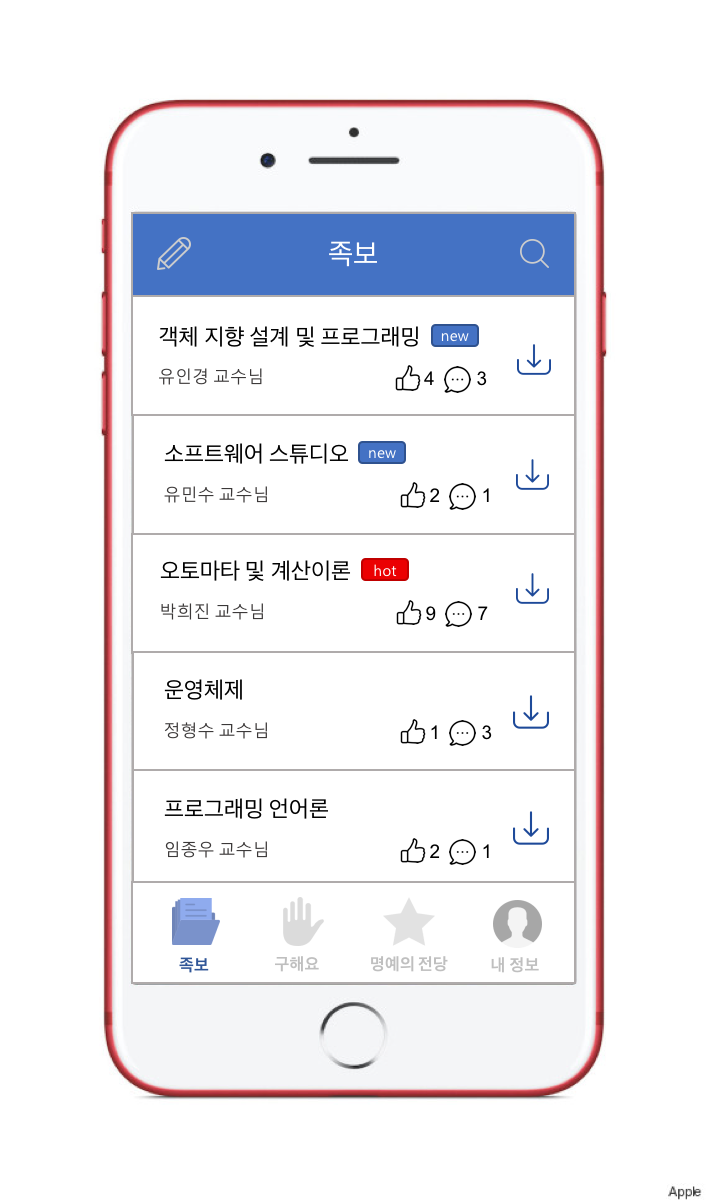 족보
객체 지향 설계 및 프로그래밍 new
유인경 교수님 4 3
소프트웨어 스튜디오 new
유민수 교수님 2 1
오토마타 및 계산이론 hot
박희진 교수님 9 7
운영체제
정형수 교수님 1 3
프로그래밍 언어론
임종우 교수님 2 1
족보 구해요 명예의 전당 내 정보
Apple